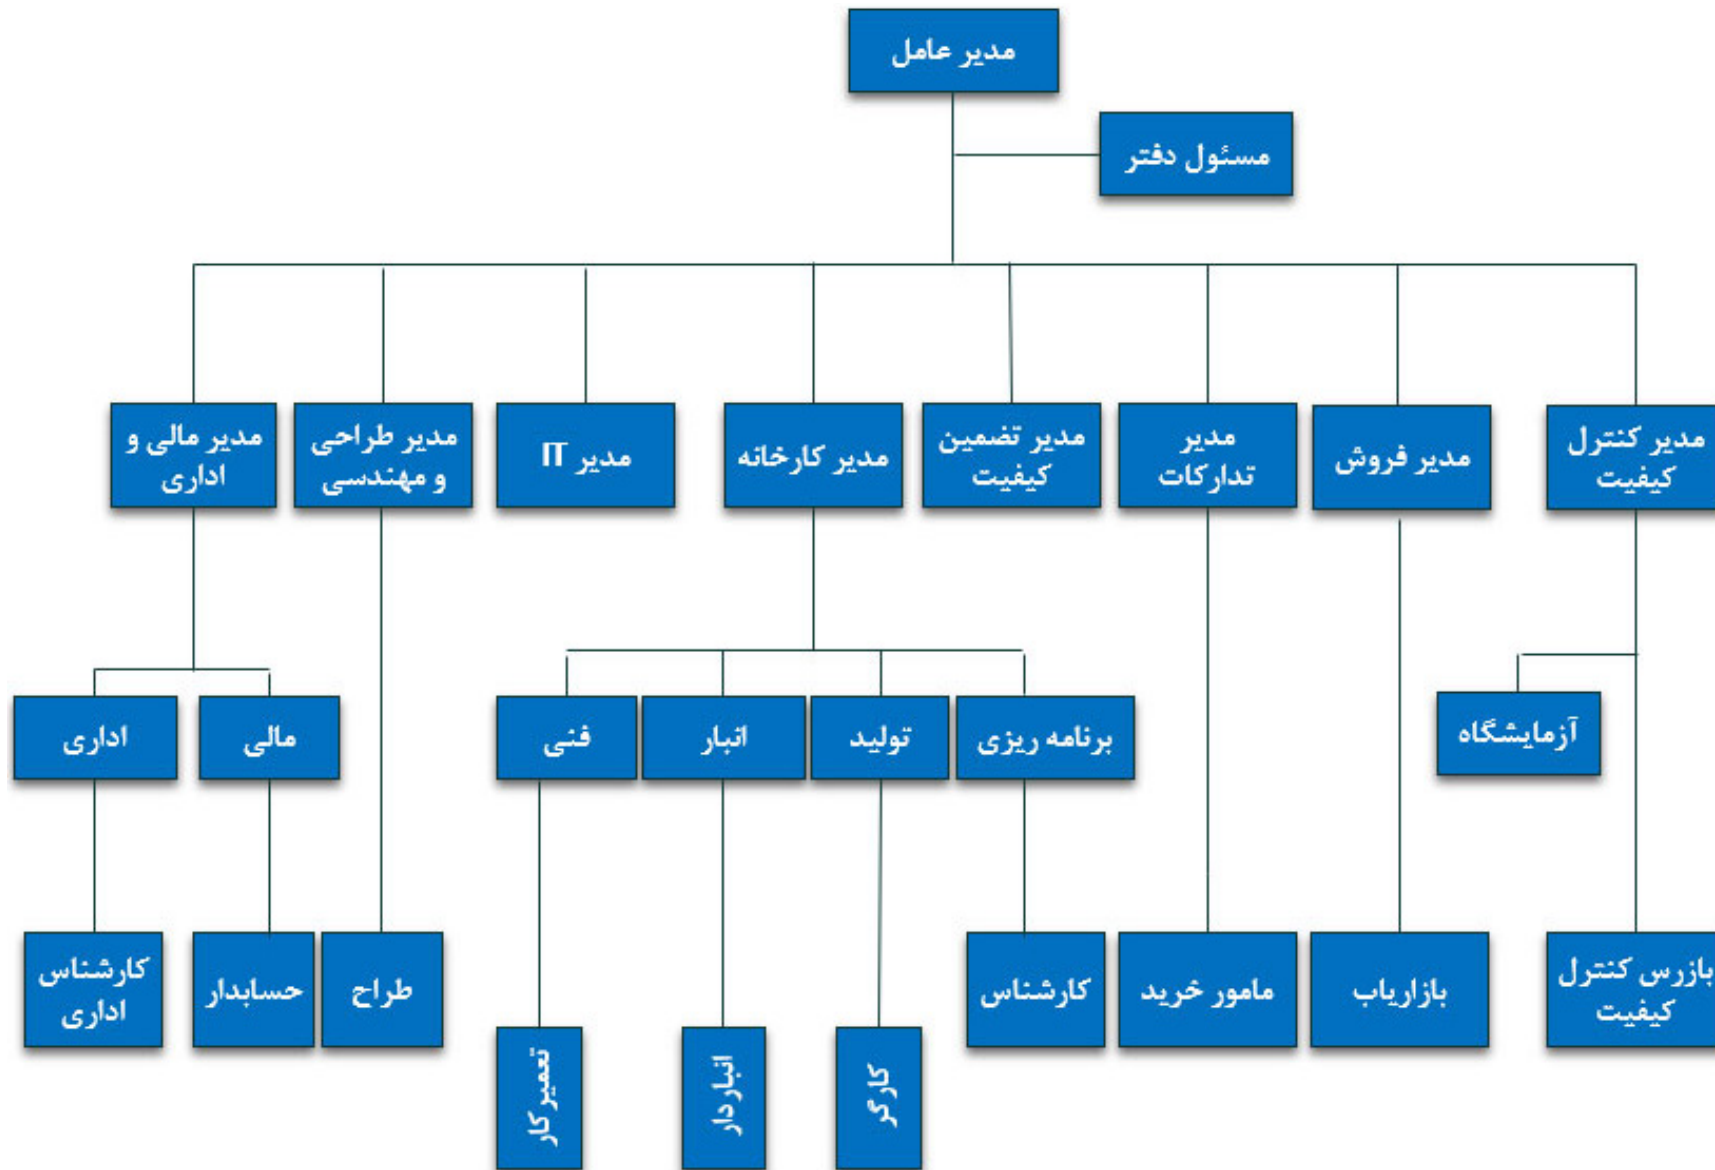 مدیر عامل
مسئول دفتر
مدیر کنترل
کیفیت
مدیر فروش
مدیر
تدارکات
مدیر تضمین
کیفیت
مدیر کارخانه
مدیر IT
مدیر طراحی
و مهندسی
مدیر مالی و
اداری
آزمایشگاه
برنامه ریزی
تولید
انبار
فنی
مالی
اداری
بازرس کنترل
کیفیت
بازاریاب
مامور خرید
کارشناس
کارگر
انباردار
تعمیرکار
طراح
حسابدار
کارشناس
اداری